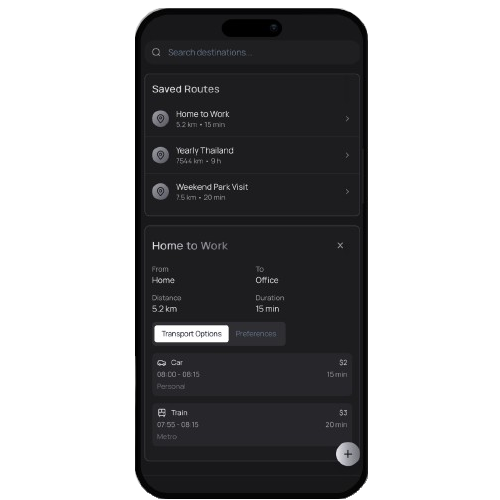 Search destinations...
Saved Routes
Home to Work
5.2 km • 15 min
Yearly Thailand
7544 km • 9 h
Weekend Park Visit
7.5 km • 20 min
Home to Work
From
To
Home
Office
Distance
Duration
5.2 km
15 min
Transport Options
Preferences
Car
$2
08:00 - 08:15
15 min
Personal
Train
$3
07:55 - 08:15
20 min
Metro